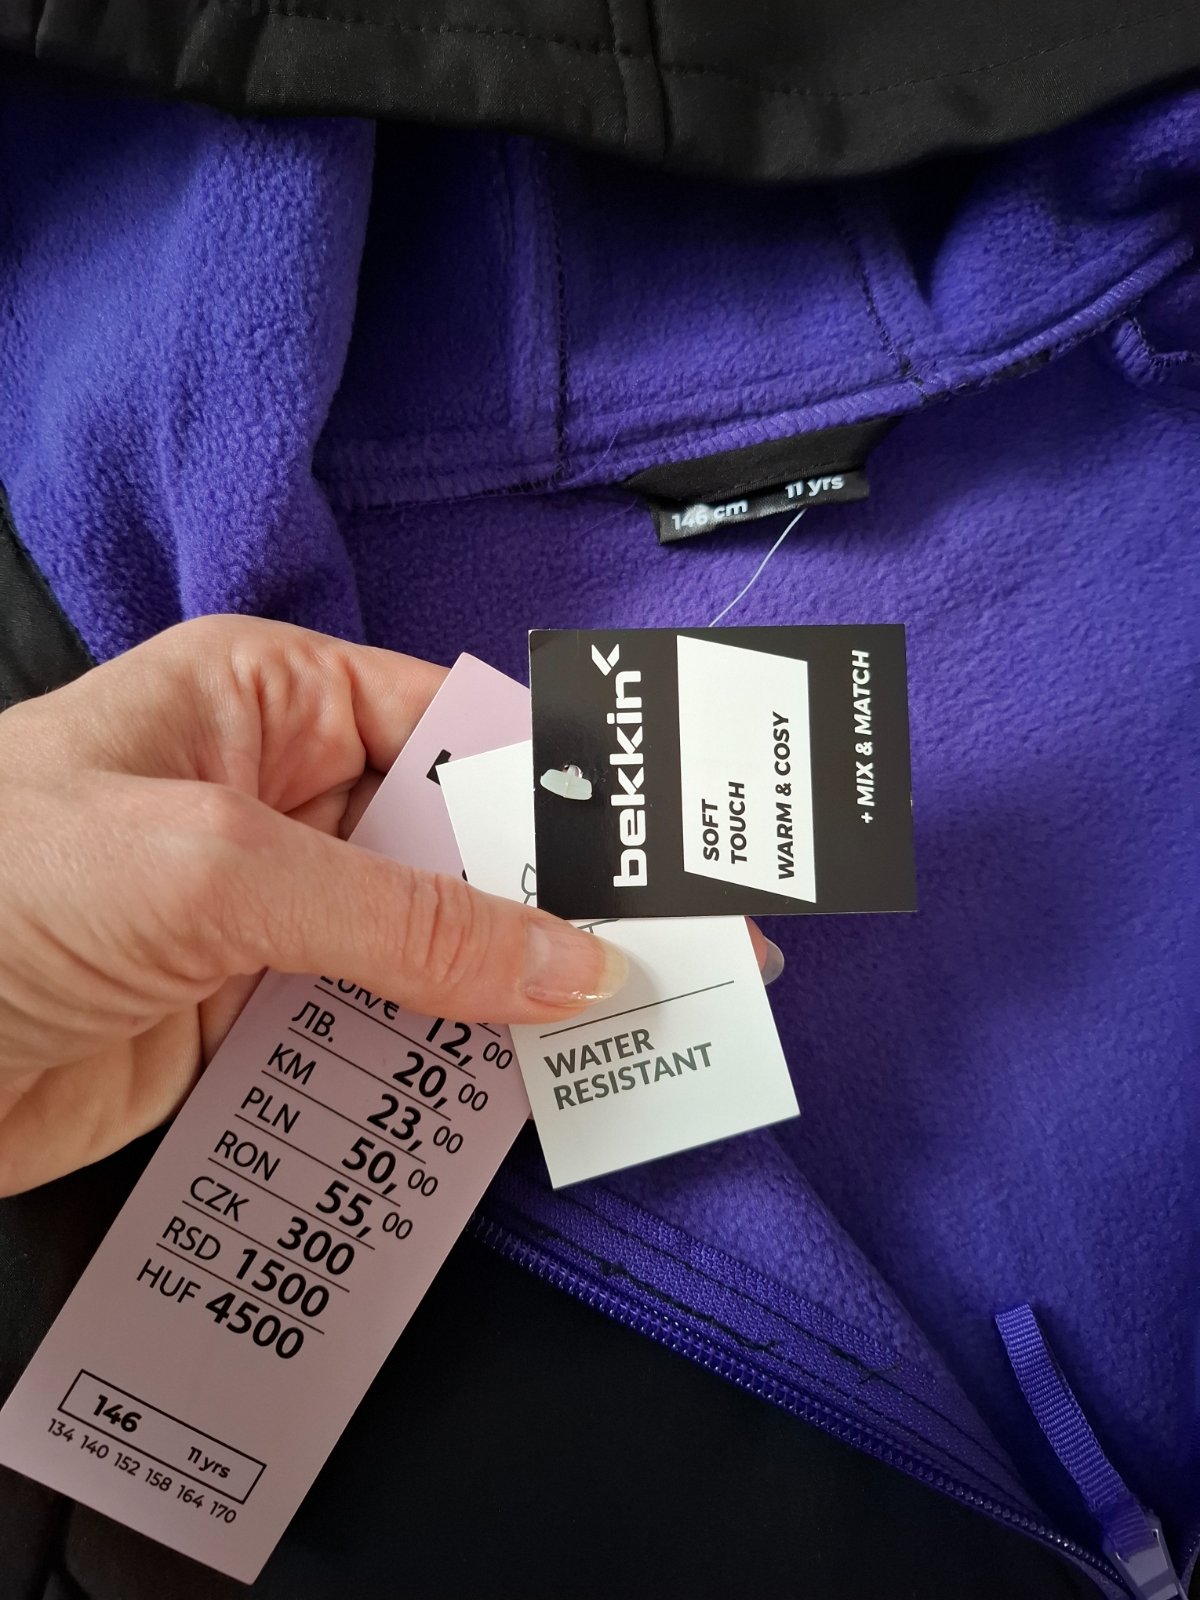 146 cm 11 yrs
bekkin
SOFT
TOUCH
WARM & COSY
+ MIX & MATCH
WATER
RESISTANT
EUR/€ 12,00
ЛВ. 20,00
KM 23,00
PLN 50,00
RON 55,00
CZK 300
RSD 1500
HUF 4500
146 11 yrs
134 140 152 158 164 170